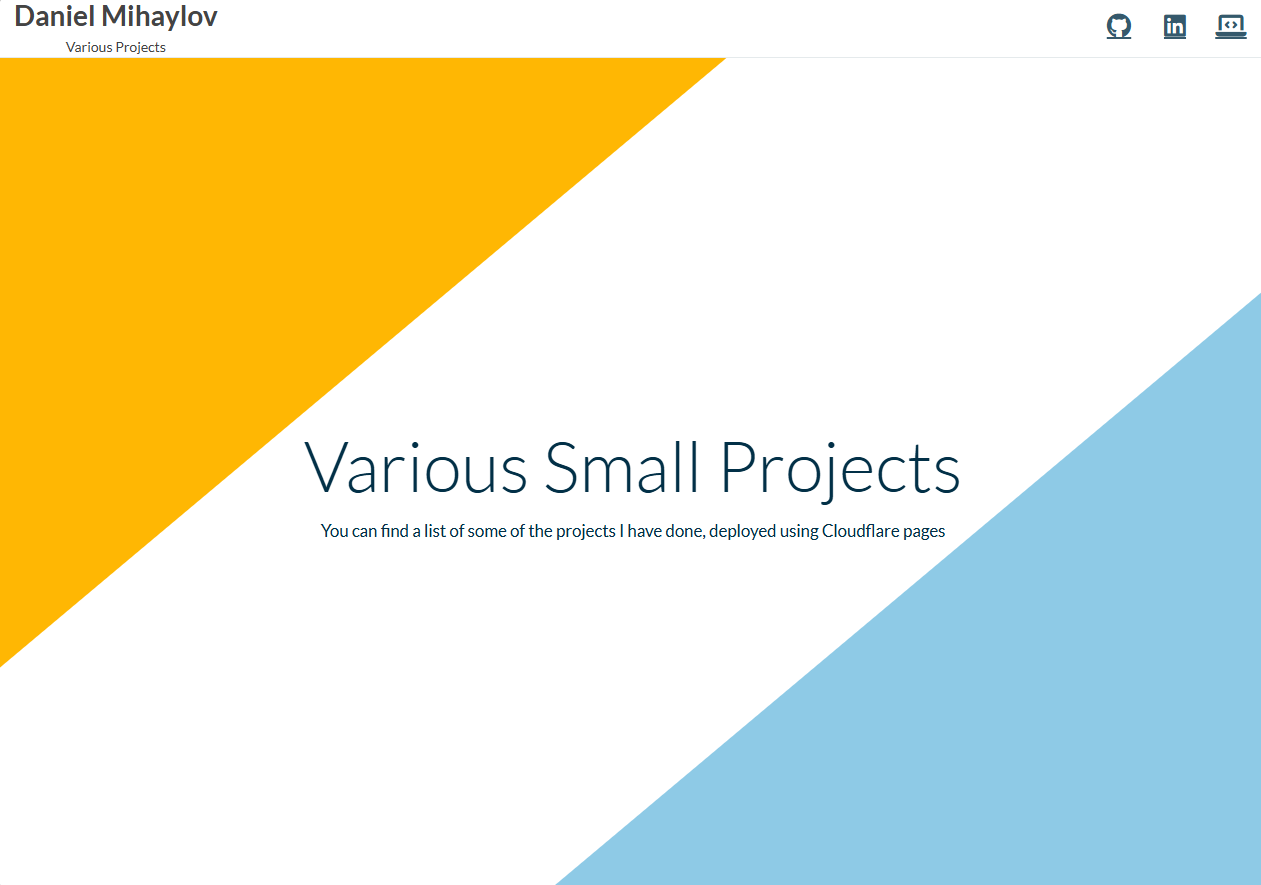 Daniel Mihaylov
Various Projects
Various Small Projects
You can find a list of some of the projects I have done, deployed using Cloudflare pages